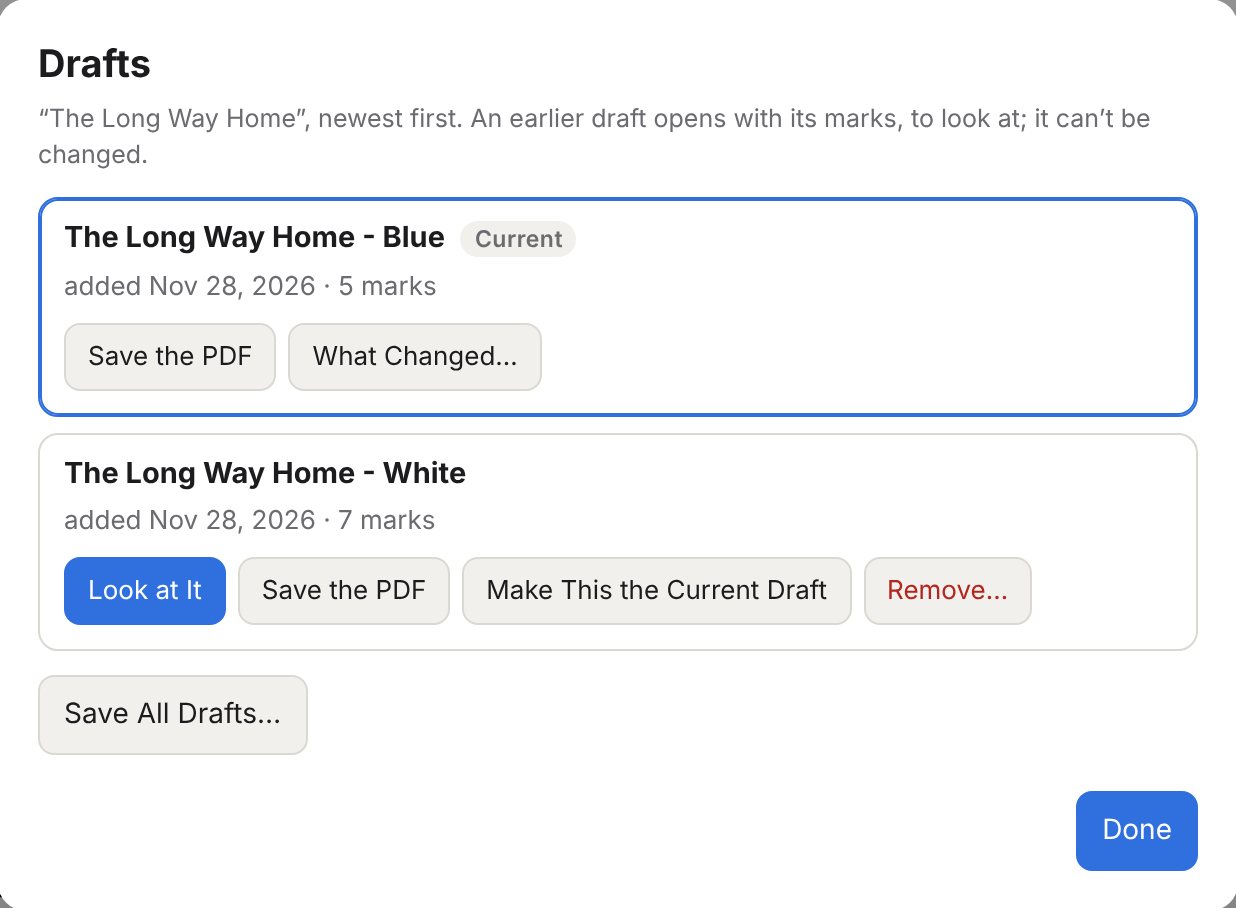 Drafts
“The Long Way Home”, newest first. An earlier draft opens with its marks, to look at; it can’t be
changed.
The Long Way Home - Blue Current
added Nov 28, 2026 · 5 marks
Save the PDF What Changed...
The Long Way Home - White
added Nov 28, 2026 · 7 marks
Look at It Save the PDF Make This the Current Draft Remove...
Save All Drafts...
Done